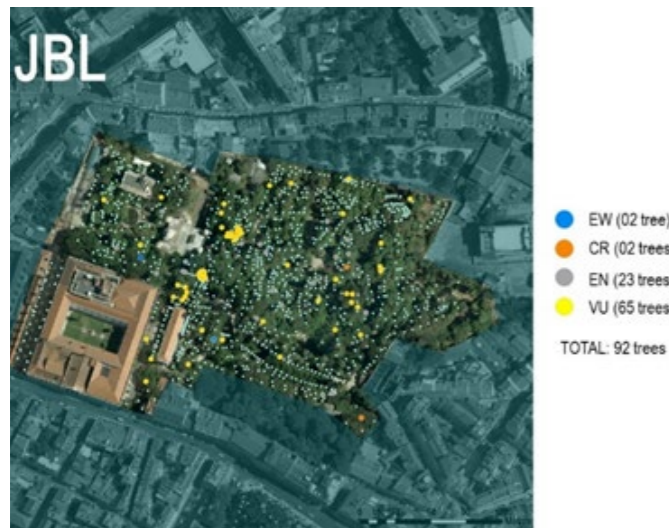 JBL
EW (02 tree)
CR (02 trees
EN (23 trees
VU (65 trees
TOTAL: 92 trees